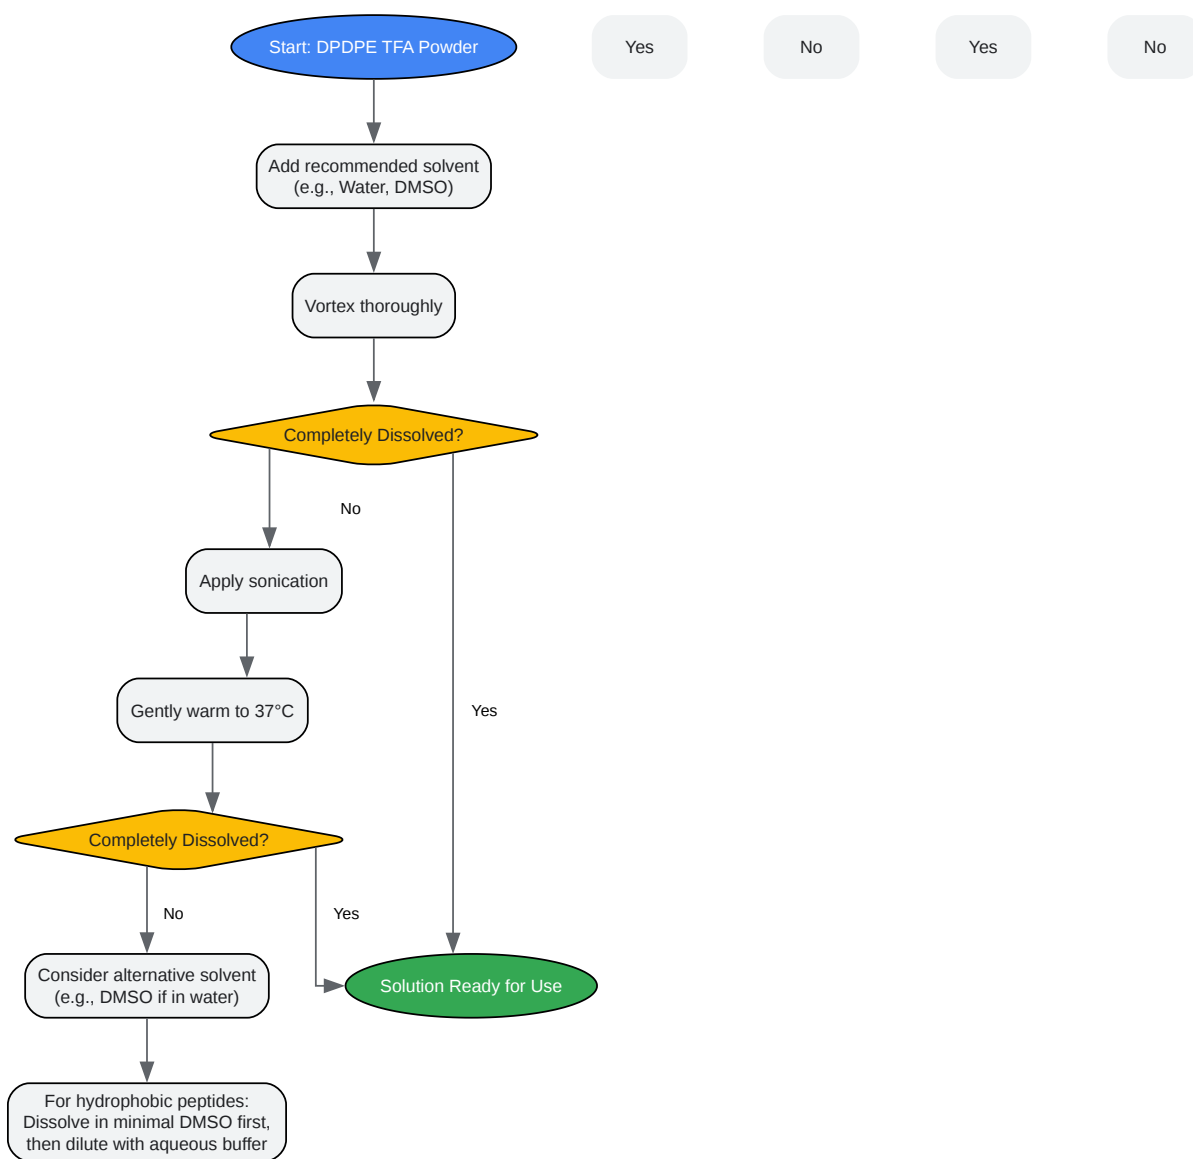 Start: DPDPE TFA Powder
Yes
No
Yes
No
Add recommended solvent
(e.g., Water, DMSO)
Vortex thoroughly
Completely Dissolved?
No
Apply sonication
Gently warm to 37°C
Yes
Completely Dissolved?
No
Yes
Consider alternative solvent
(e.g., DMSO if in water)
Solution Ready for Use
For hydrophobic peptides:
Dissolve in minimal DMSO first,
then dilute with aqueous buffer